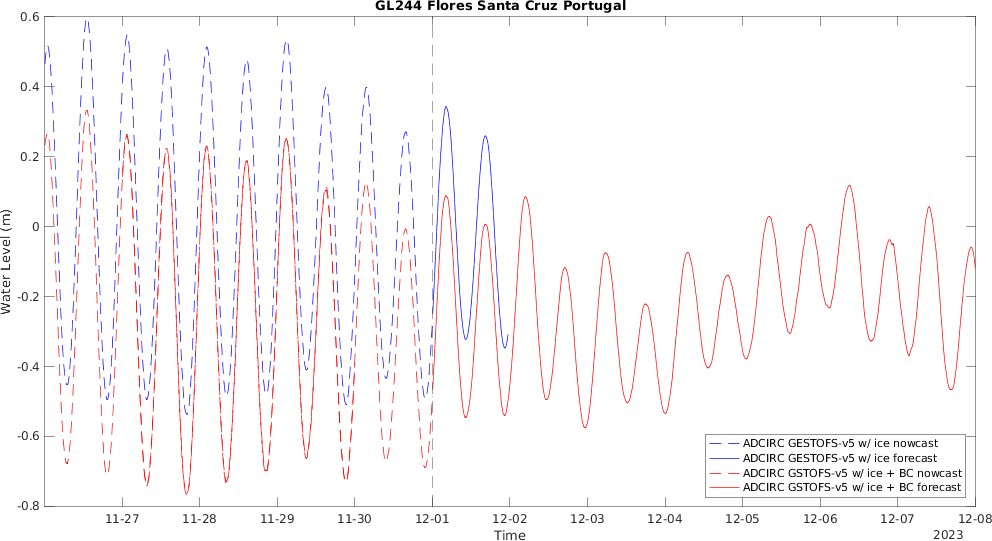 GL244 Flores Santa Cruz Portugal
0.6
0.4
0.2
0
-0.2
-0.4
-0.6
-0.8
Water Level (m)
ADCIRC GESTOFS-v5 w/ ice nowcast
ADCIRC GESTOFS-v5 w/ ice forecast
ADCIRC GSTOFS-v5 w/ ice + BC nowcast
ADCIRC GSTOFS-v5 w/ ice + BC forecast
11-27 11-28 11-29 11-30 12-01 12-02 12-03 12-04 12-05 12-06 12-07 12-08
Time
2023